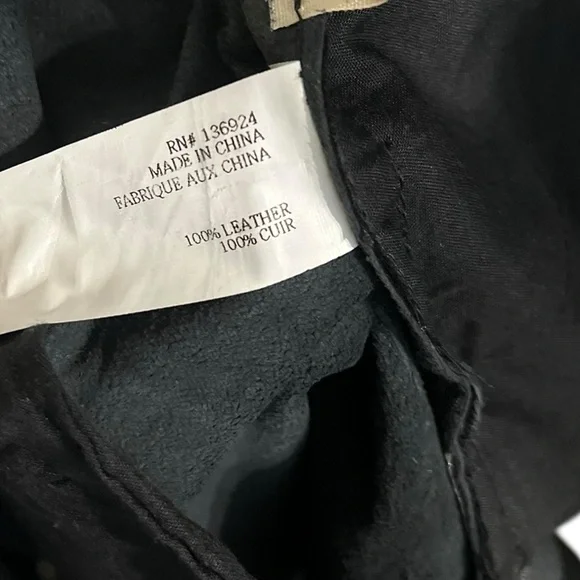 RN# 136924
MADE IN CHINA
FABRIQUE AUX CHINA
100% LEATHER
100% CUIR